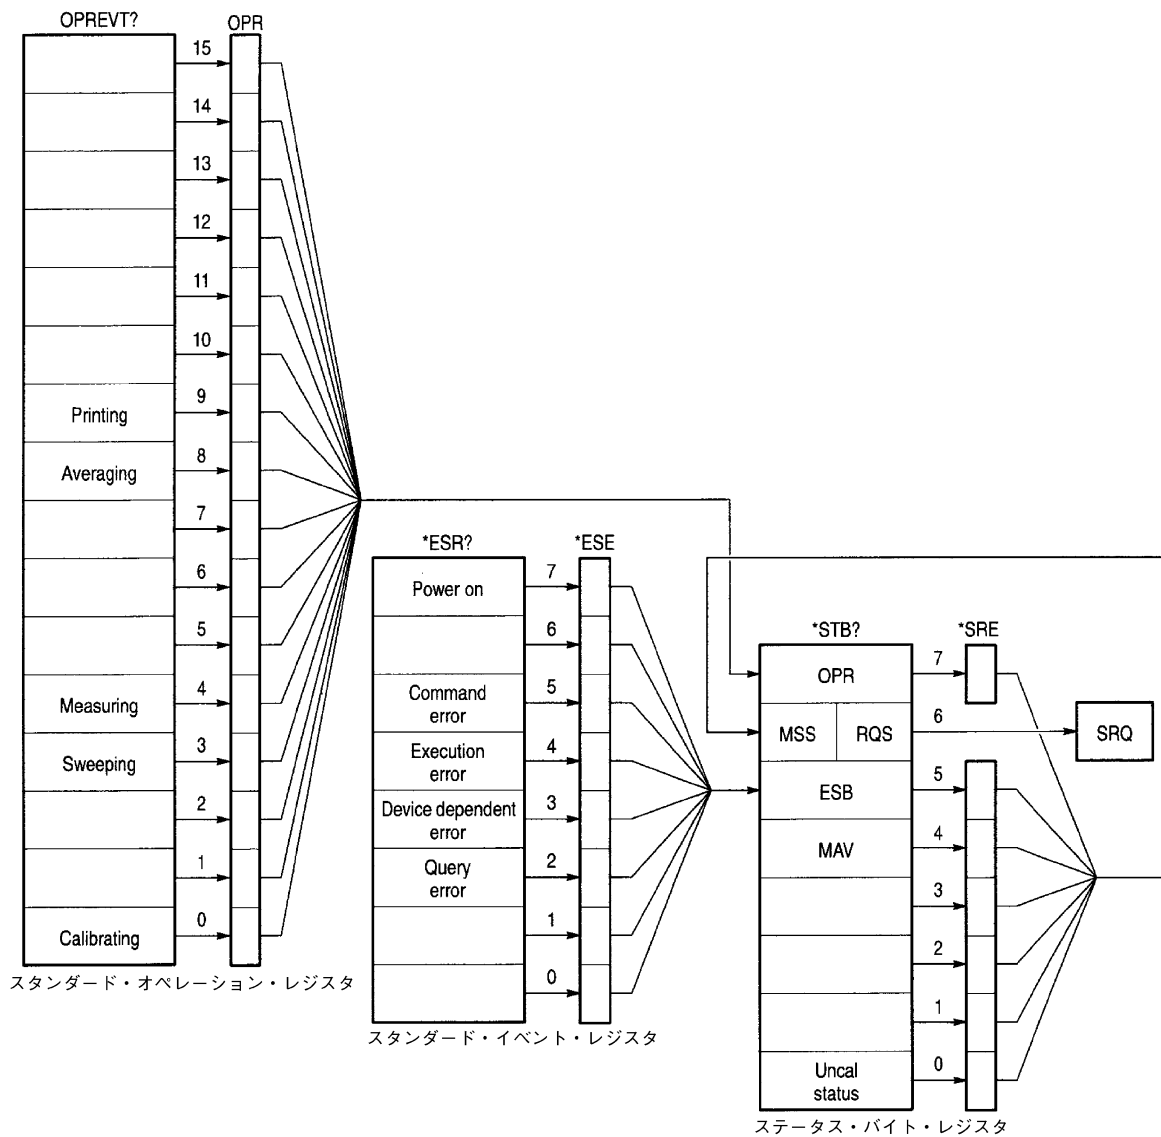 OPREVT?
OPR
15
14
13
12
11
10
Printing
9
Averaging
8
7
6
5
Measuring
4
Sweeping
3
2
1
Calibrating
0
スタンダード・オペレーション・レジスタ
*ESR?
*ESE
Power on
7
6
Command
error
5
Execution
error
4
Device dependent
error
3
Query
error
2
1
0
スタンダード・イベント・レジスタ
*STB?
*SRE
OPR
7
MSS
RQS
6
SRQ
ESB
5
MAV
4
3
2
1
Uncal
status
0
ステータス・バイト・レジスタ